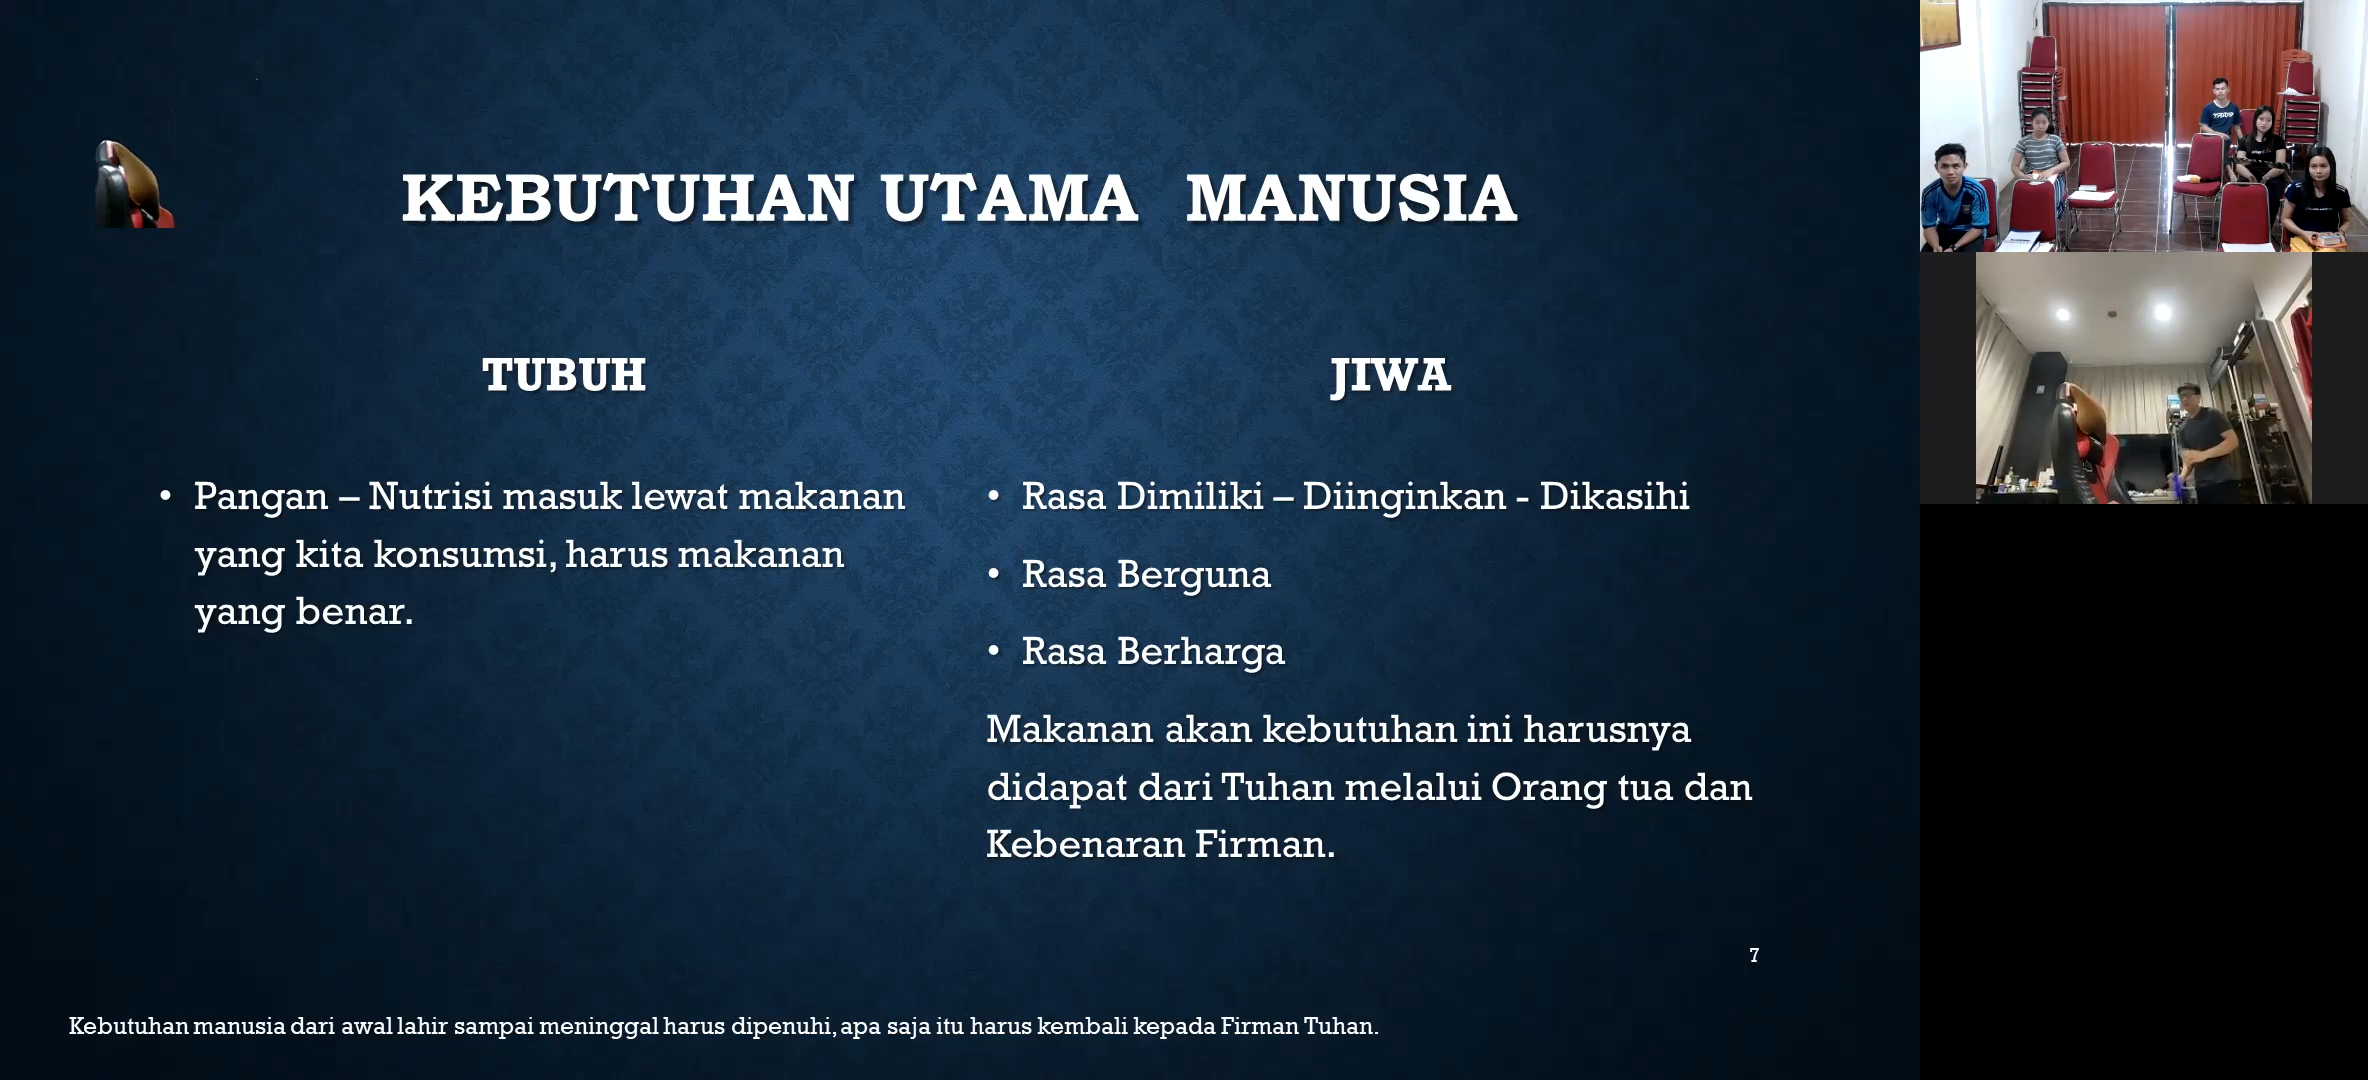 KEBUTUHAN UTAMA MANUSIA
TUBUH
• Pangan – Nutrisi masuk lewat makanan
yang kita konsumsi, harus makanan
yang benar.
JIWA
• Rasa Dimiliki – Diinginkan - Dikasihi
• Rasa Berguna
• Rasa Berharga
Makanan akan kebutuhan ini harusnya
didapat dari Tuhan melalui Orang tua dan
Kebenaran Firman.
7
Kebutuhan manusia dari awal lahir sampai meninggal harus dipenuhi, apa saja itu harus kembali kepada Firman Tuhan.